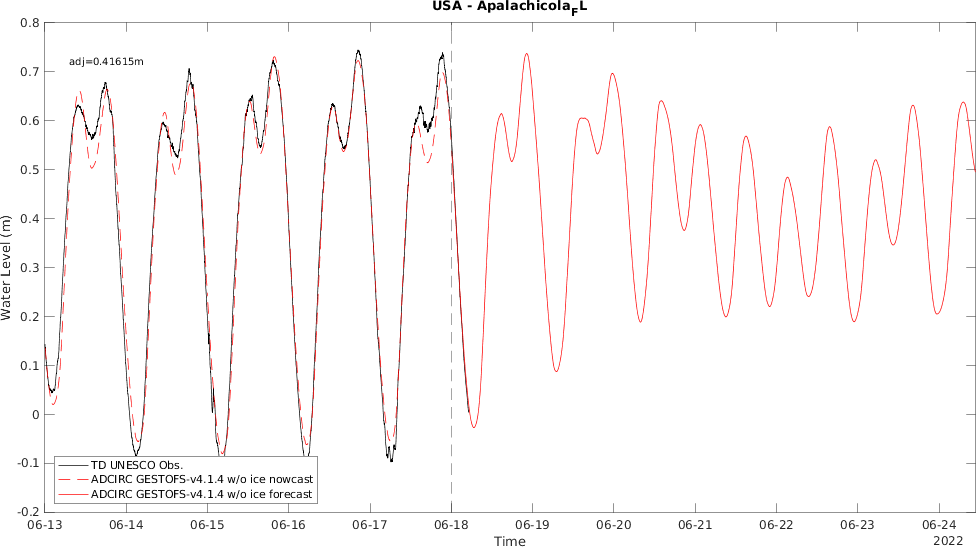 USA - Apalachicola_FL
adj=0.41615m
Water Level (m)
0.8
0.7
0.6
0.5
0.4
0.3
0.2
0.1
0
-0.1
-0.2
TD UNESCO Obs.
ADCIRC GESTOFS-v4.1.4 w/o ice nowcast
ADCIRC GESTOFS-v4.1.4 w/o ice forecast
06-13 06-14 06-15 06-16 06-17 06-18 06-19 06-20 06-21 06-22 06-23 06-24
Time
2022